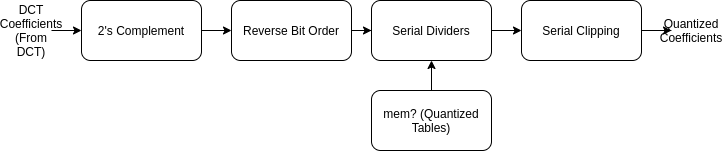 DCT
Coefficients
(From
DCT)
2's Complement
Reverse Bit Order
Serial Dividers
Serial Clipping
Quantized
Coefficients
mem? (Quantized
Tables)